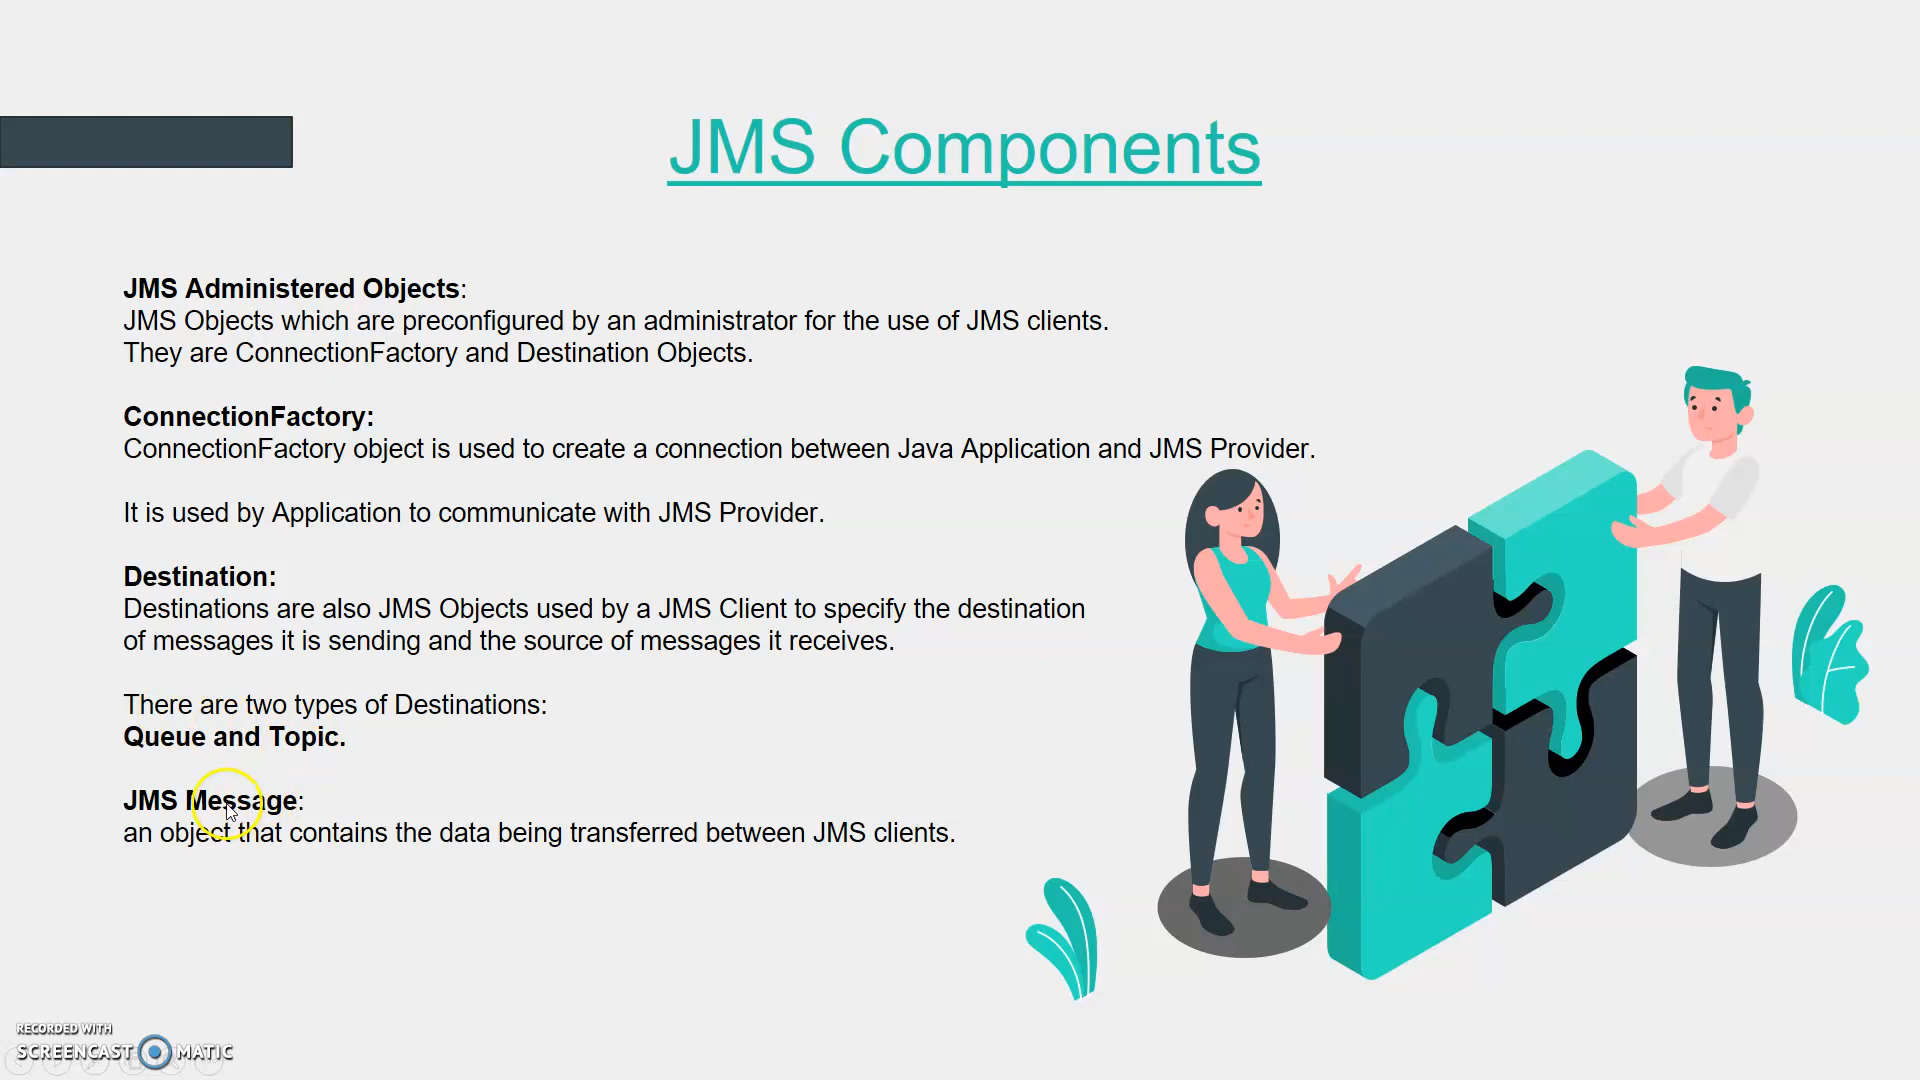 JMS Components
JMS Administered Objects:
JMS Objects which are preconfigured by an administrator for the use of JMS clients.
They are ConnectionFactory and Destination Objects.
ConnectionFactory:
ConnectionFactory object is used to create a connection between Java Application and JMS Provider.
It is used by Application to communicate with JMS Provider.
Destination:
Destinations are also JMS Objects used by a JMS Client to specify the destination
of messages it is sending and the source of messages it receives.
There are two types of Destinations:
Queue and Topic.
JMS Message:
an object that contains the data being transferred between JMS clients.
RECORDED WITH
SCREENCAST MATIC